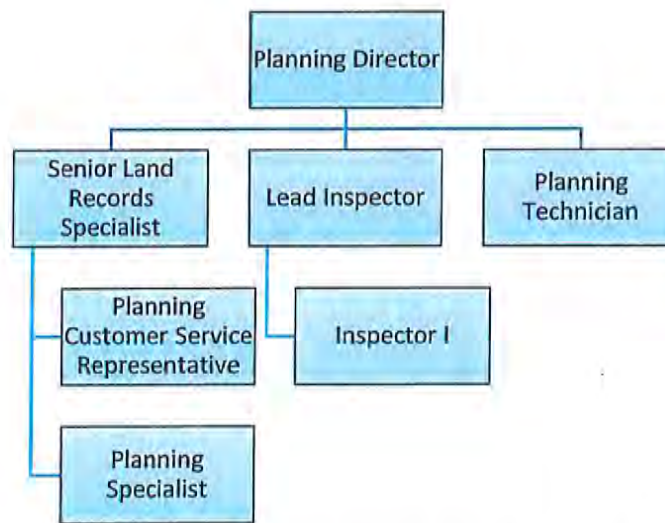 Planning Director
Senior Land
Records
Specialist
Lead Inspector
Planning
Technician
Planning
Customer Service
Representative
Inspector I
Planning
Specialist